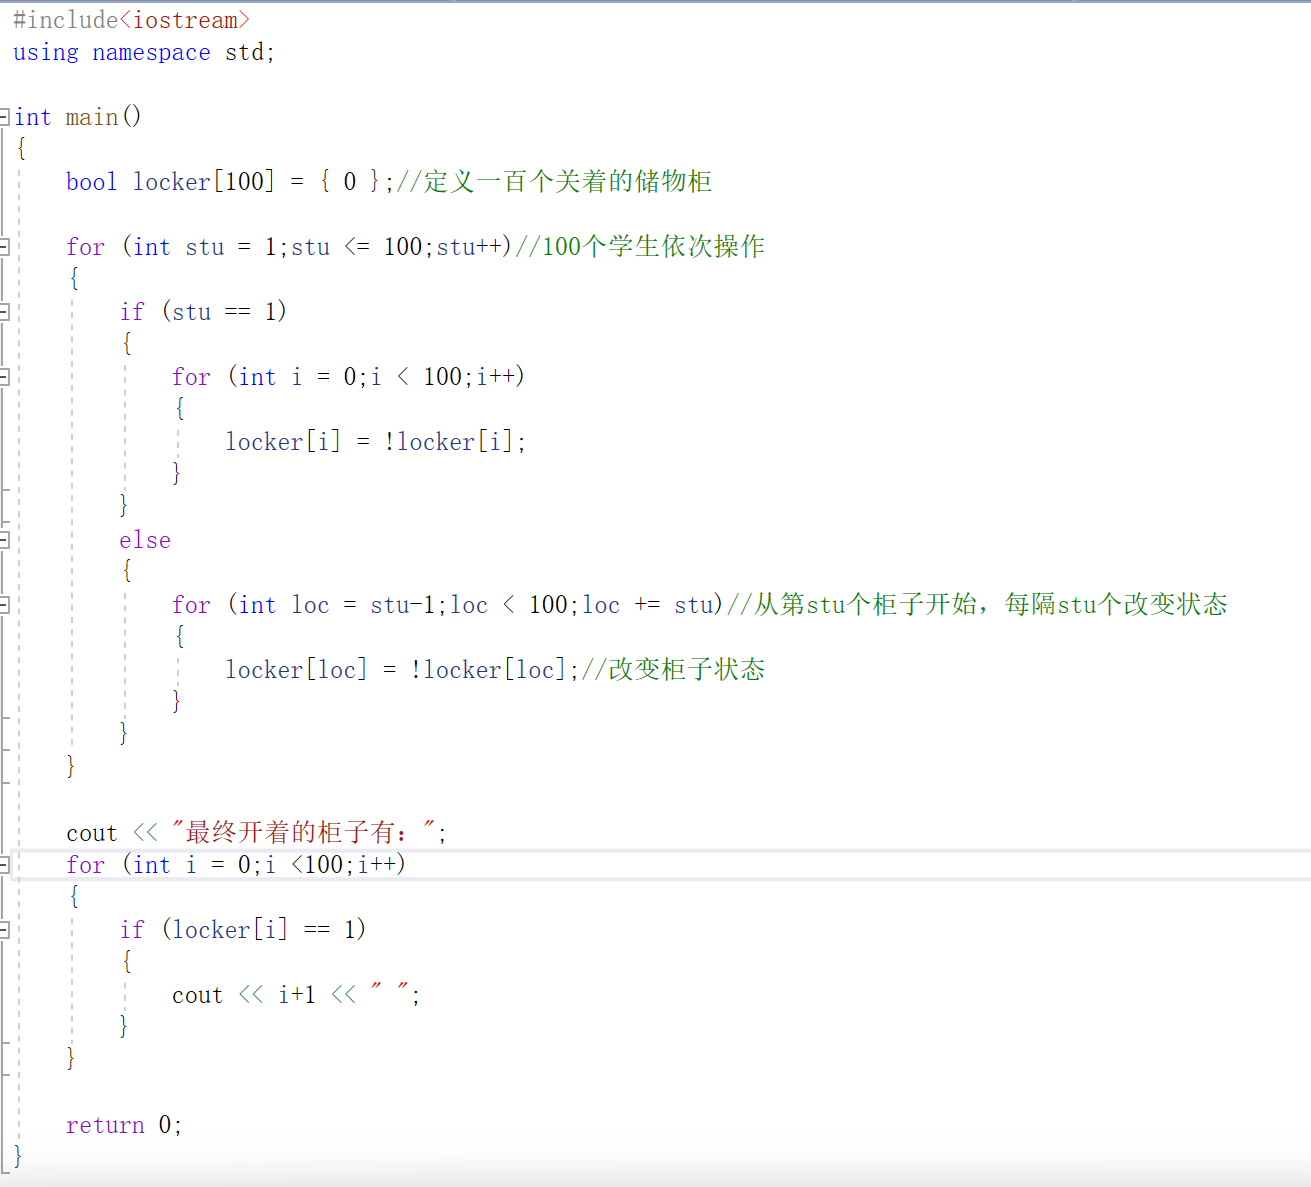 #include<iostream>
using namespace std;
int main()
{
bool locker[100] = { 0 };//定义一百个关着的储物柜
for (int stu = 1;stu <= 100;stu++)//100个学生依次操作
{
if (stu == 1)
{
for (int i = 0;i < 100;i++)
{
locker[i] = !locker[i];
}
}
else
{
for (int loc = stu-1;loc < 100;loc += stu)//从第stu个柜子开始，每隔stu个改变状态
{
locker[loc] = !locker[loc];//改变柜子状态
}
}
}
cout << "最终开着的柜子有：";
for (int i = 0;i <100;i++)
{
if (locker[i] == 1)
{
cout << i+1 << " ";
}
}
return 0;
}